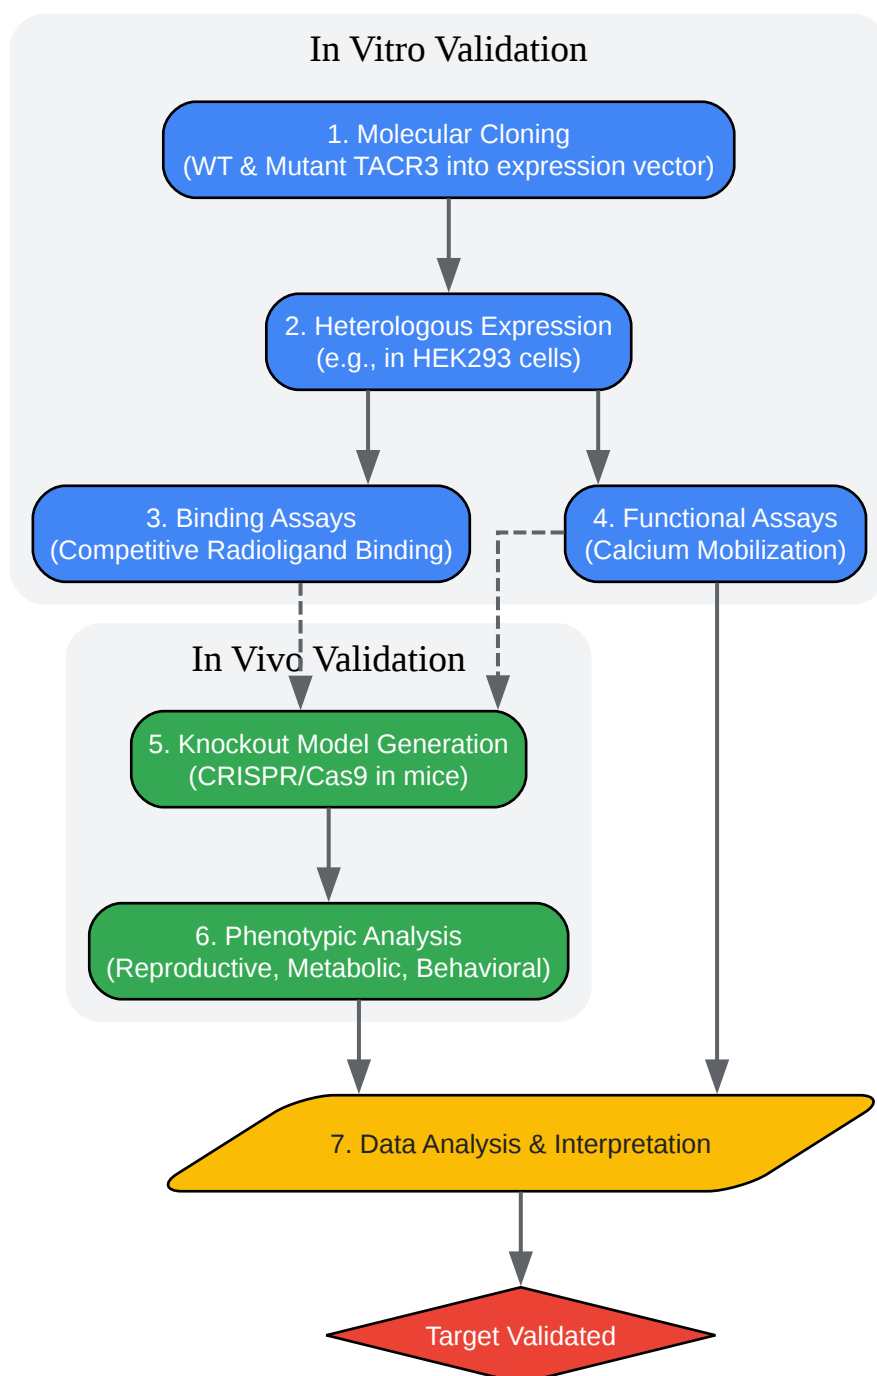 In Vitro Validation
1. Molecular Cloning
(WT & Mutant TACR3 into expression vector)
2. Heterologous Expression
(e.g., in HEK293 cells)
3. Binding Assays
(Competitive Radioligand Binding)
4. Functional Assays
(Calcium Mobilization)
In Vivo Validation
5. Knockout Model Generation
(CRISPR/Cas9 in mice)
6. Phenotypic Analysis
(Reproductive, Metabolic, Behavioral)
7. Data Analysis & Interpretation
Target Validated